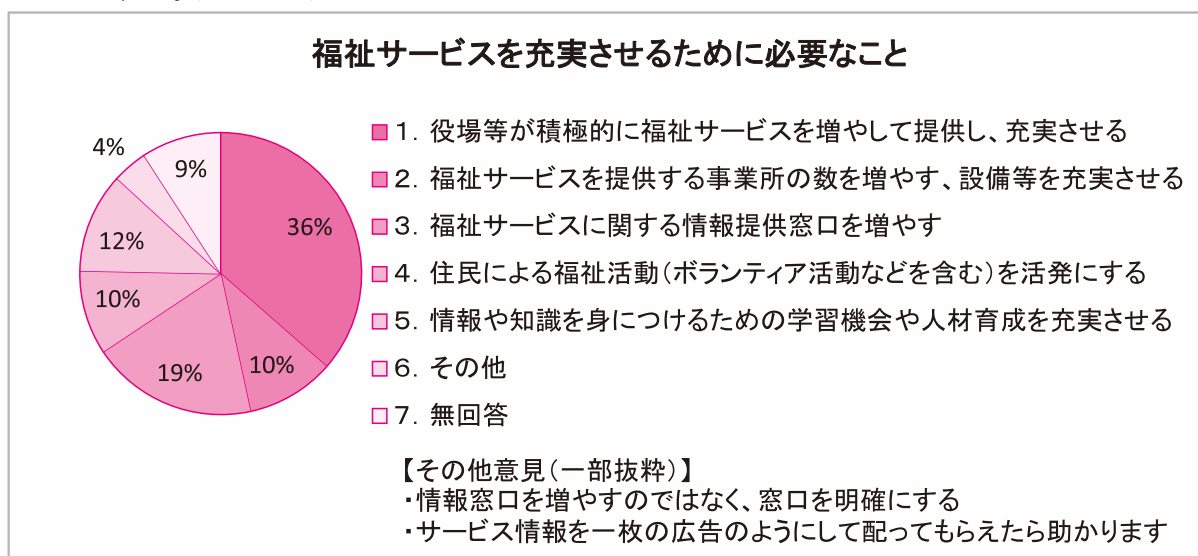 福祉サービスを充実させるために必要なこと
36%
10%
19%
10%
12%
4%
9%
1. 役場等が積極的に福祉サービスを増やして提供し、充実させる
2. 福祉サービスを提供する事業所の数を増やす、設備等を充実させる
3. 福祉サービスに関する情報提供窓口を増やす
4. 住民による福祉活動(ボランティア活動などを含む)を活発にする
5. 情報や知識を身につけるための学習機会や人材育成を充実させる
6. その他
7. 無回答
【その他意見(一部抜粋)】
・情報窓口を増やすのではなく、窓口を明確にする
・サービス情報を一枚の広告のようにして配ってもらえたら助かります